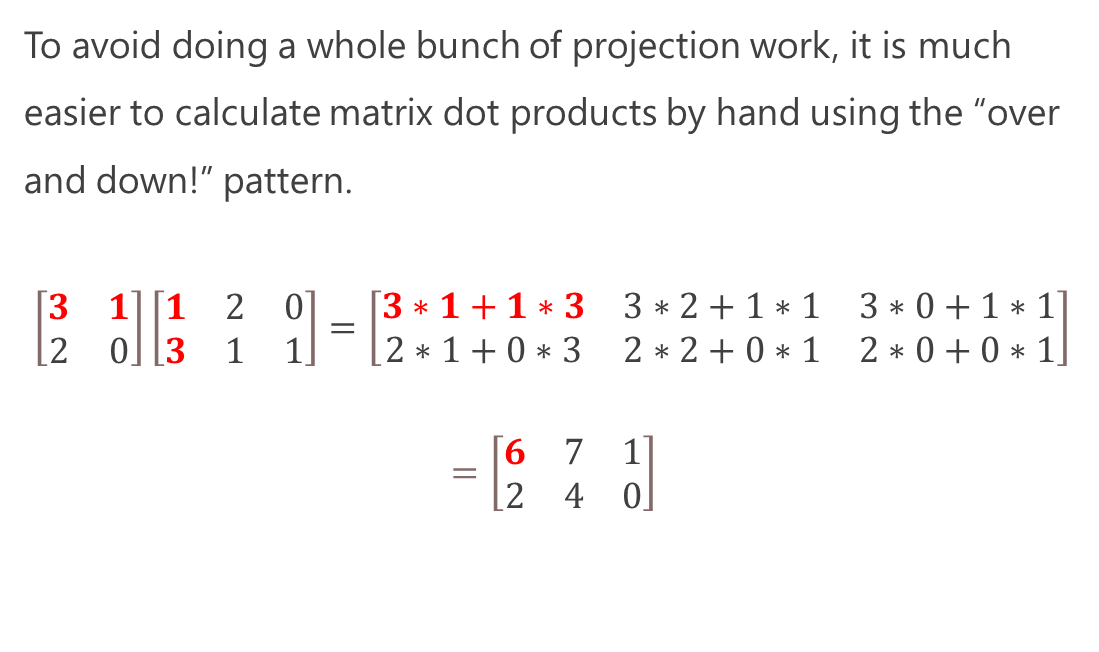 To avoid doing a whole bunch of projection work, it is much
easier to calculate matrix dot products by hand using the “over
and down!” pattern.
[3 1] [1 2 0] = [3 ∗ 1 + 1 ∗ 3 3 ∗ 2 + 1 ∗ 1 3 ∗ 0 + 1 ∗ 1]
[2 0] [3 1 1] [2 ∗ 1 + 0 ∗ 3 2 ∗ 2 + 0 ∗ 1 2 ∗ 0 + 0 ∗ 1]
= [6 7 1]
[2 4 0]